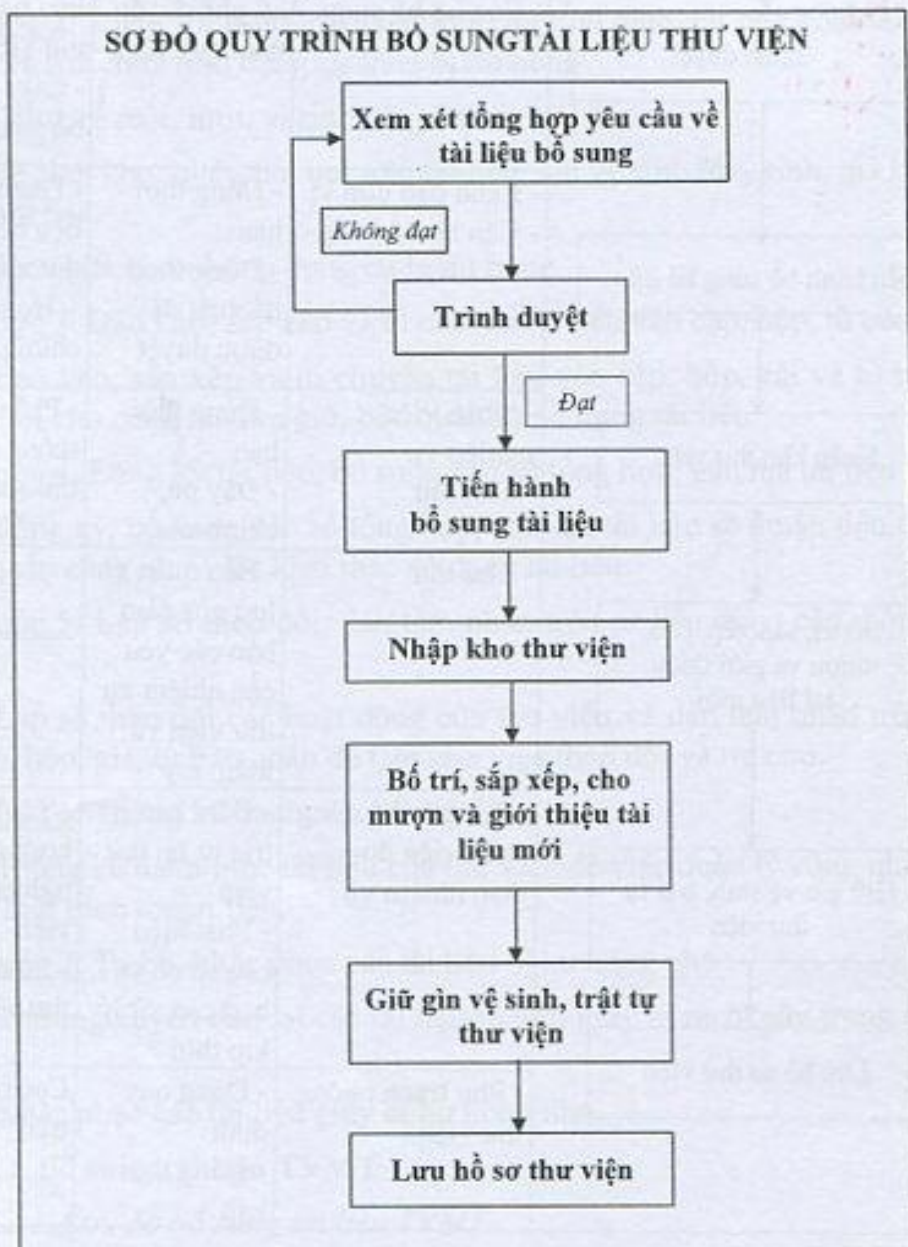 SƠ ĐỒ QUY TRÌNH BỔ SUNGTÀI LIỆU THƯ VIỆN
Xem xét tổng hợp yêu cầu về
tài liệu bổ sung
Không đạt
Trình duyệt
Đạt
Tiến hành
bổ sung tài liệu
Nhập kho thư viện
Bố trí, sắp xếp, cho
mượn và giới thiệu tài
liệu mới
Giữ gìn vệ sinh, trật tự
thư viện
Lưu hồ sơ thư viện